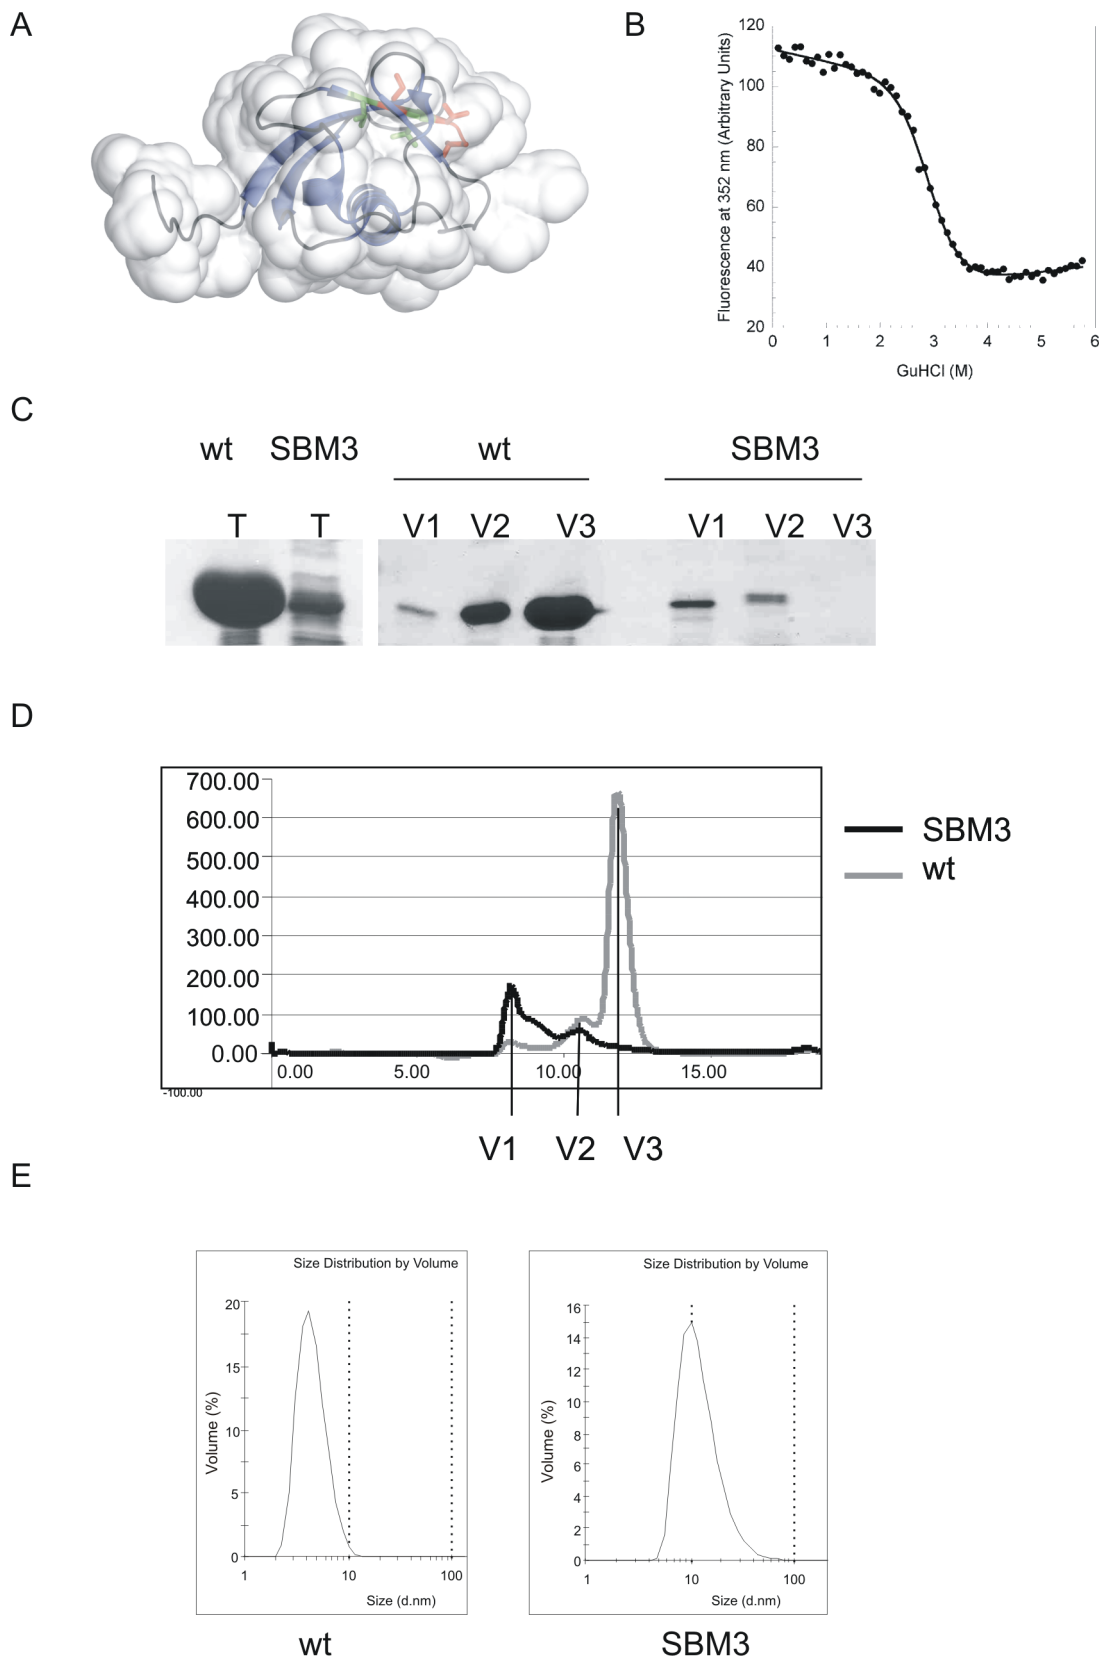 A
B
Fluorescence at 352 nm (Arbitrary Units)
120
100
80
60
40
20
0 1 2 3 4 5 6
GuHCl (M)
C
wt SBM3 wt SBM3
T T V1 V2 V3 V1 V2 V3
D
700.00
600.00
500.00
400.00
300.00
200.00
100.00
0.00
-100.00
0.00 5.00 10.00 15.00
SBM3
wt
V1 V2 V3
E
Size Distribution by Volume
Volume (%)
20
15
10
5
0
1 10 100
Size (d.nm)
wt
Size Distribution by Volume
Volume (%)
16
14
12
10
8
6
4
2
0
1 10 100
Size (d.nm)
SBM3